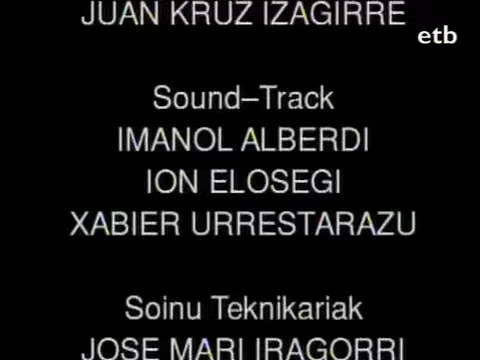 JUAN KRUZ IZAGIRRE
etb
Sound–Track
IMANOL ALBERDI
ION ELOSEGI
XABIER URRESTARAZU
Soinu Teknikariak
JOSE MARI IRAGORRI